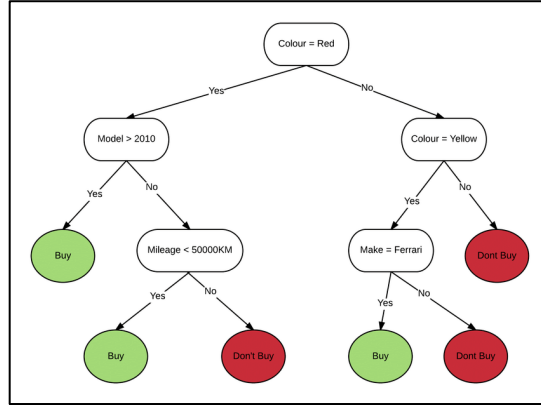 Colour = Red
Yes
No
Model > 2010
Colour = Yellow
Yes
No
Yes
No
Buy
Mileage < 50000KM
Make = Ferrari
Dont Buy
Yes
No
Yes
No
Buy
Don't Buy
Buy
Dont Buy